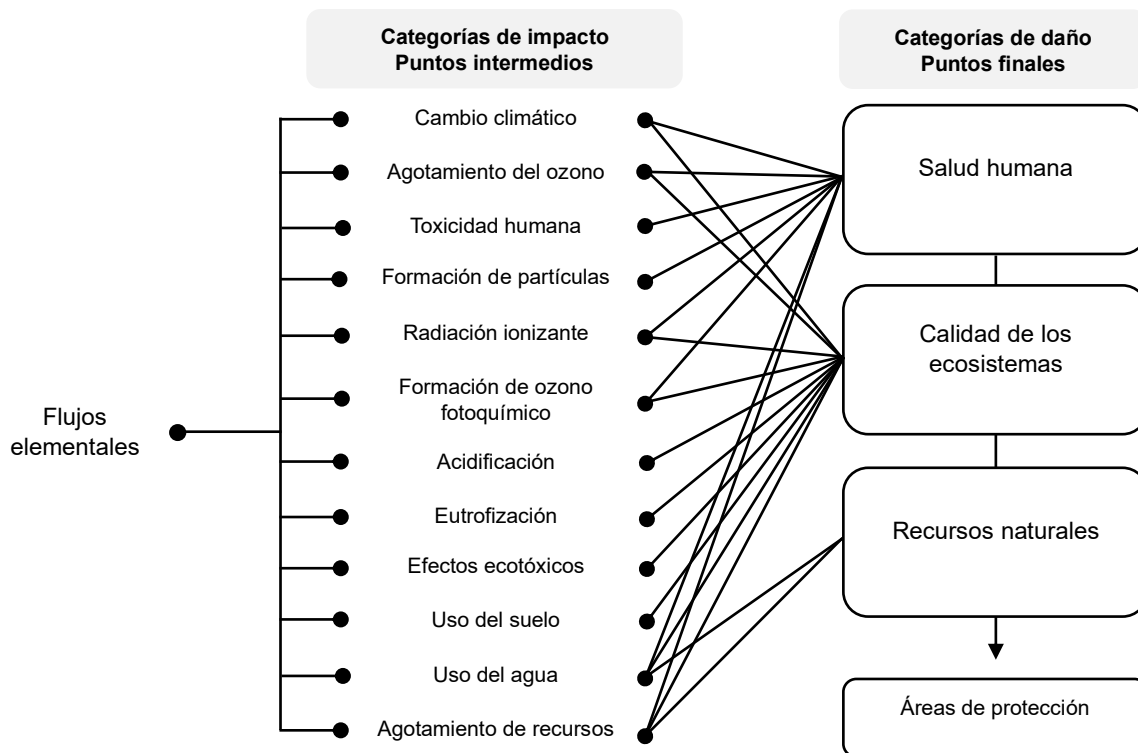 Categorías de impacto
Puntos intermedios
Categorías de daño
Puntos finales
Cambio climático
Agotamiento del ozono
Toxicidad humana
Formación de partículas
Radiación ionizante
Formación de ozono
fotoquímico
Acidificación
Eutrofización
Efectos ecotóxicos
Uso del suelo
Uso del agua
Agotamiento de recursos
Flujos
elementales
Salud humana
Calidad de los
ecosistemas
Recursos naturales
Áreas de protección